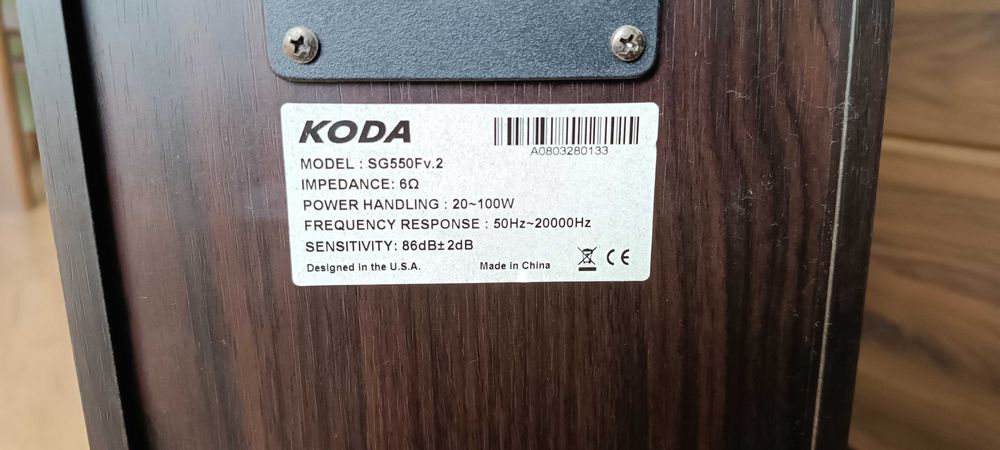 KODA
A0803280133
MODEL : SG550Fv.2
IMPEDANCE: 6Ω
POWER HANDLING : 20~100W
FREQUENCY RESPONSE : 50Hz~20000Hz
SENSITIVITY: 86dB±2dB
Designed in the U.S.A. Made in China CE